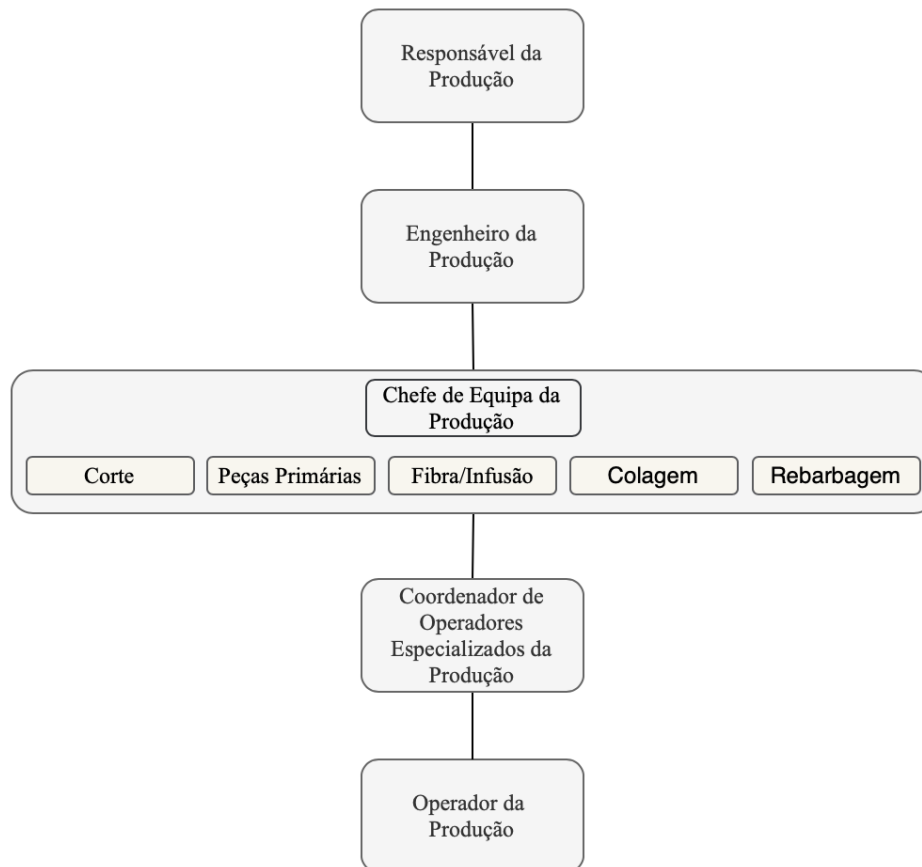 Responsável da
Produção
Engenheiro da
Produção
Chefe de Equipa da
Produção
Corte
Peças Primárias
Fibra/Infusão
Colagem
Rebarbagem
Coordenador de
Operadores
Especializados da
Produção
Operador da
Produção